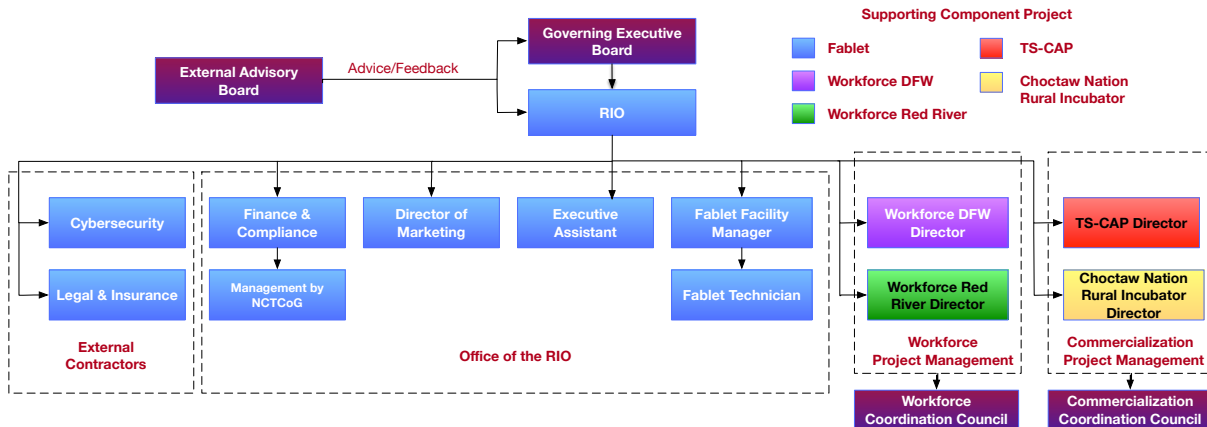 Supporting Component Project
Governing Executive
Board
Fablet
TS-CAP
External Advisory
Board
Advice/Feedback
Workforce DFW
Choctaw Nation
Rural Incubator
RIO
Workforce Red River
Cybersecurity
Finance &
Compliance
Director of
Marketing
Executive
Assistant
Fablet Facility
Manager
Workforce DFW
Director
TS-CAP Director
Legal & Insurance
Management by
NCTCoG
Fablet Technician
Workforce Red
River Director
Choctaw Nation
Rural Incubator
Director
External
Contractors
Office of the RIO
Workforce
Project Management
Commercialization
Project Management
Workforce
Coordination Council
Commercialization
Coordination Council